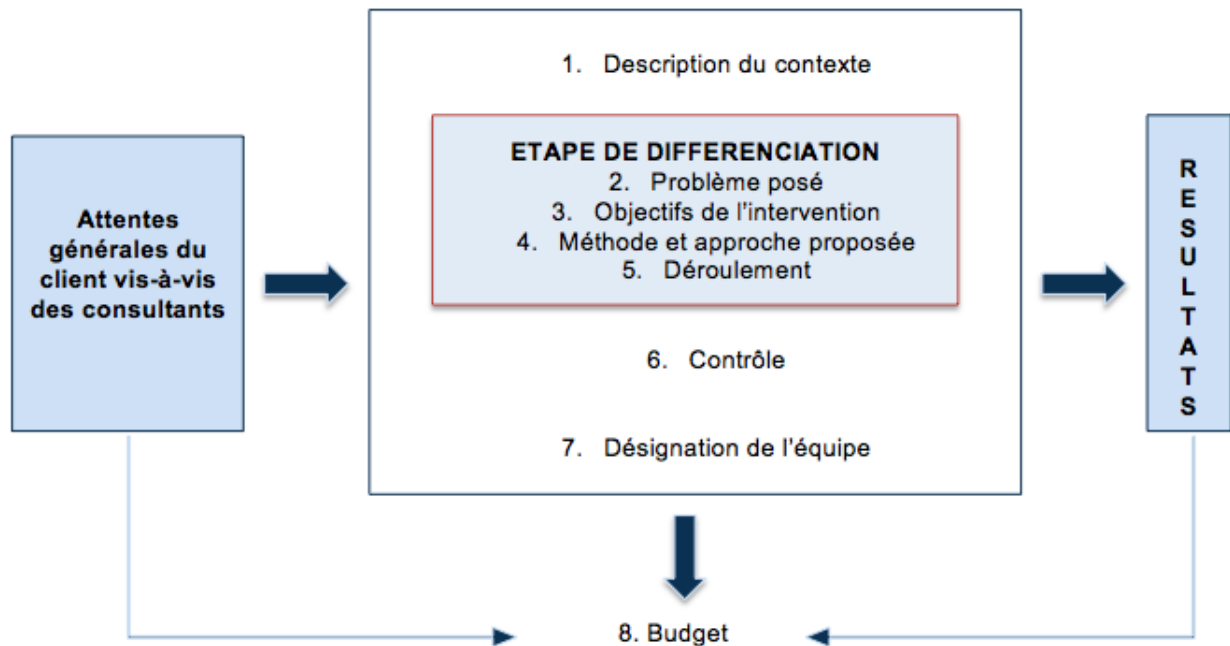 1. Description du contexte
ETAPE DE DIFFERENCIATION
2. Problème posé
3. Objectifs de l'intervention
4. Méthode et approche proposée
5. Déroulement
6. Contrôle
7. Désignation de l'équipe
Attentes
générales du
client vis-à-vis
des consultants
R
E
S
U
L
T
A
T
S
8. Budget